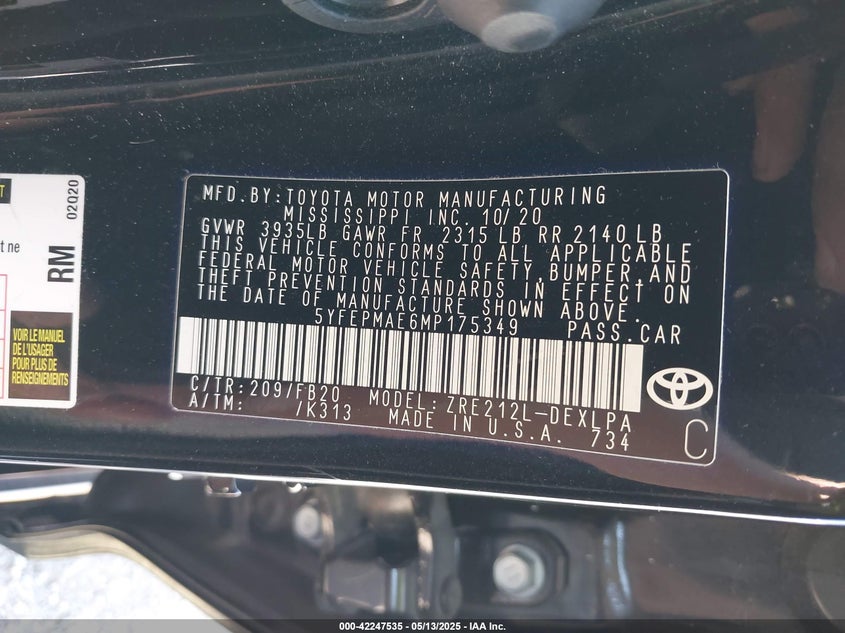 MFD.BY:TOYOTA MOTOR MANUFACTURING
MISSISSIPPI INC. 10/20
GVWR 3935LB GAWR FR 2315 LB RR 2140 LB
THIS VEHICLE CONFORMS TO ALL APPLICABLE
FEDERAL MOTOR VEHICLE SAFETY,BUMPER,AND
THEFT PREVENTION STANDARDS IN EFFECT ON
THE DATE OF MANUFACTURE SHOWN ABOVE.
5YFEPMAE6MP175349 PASS.CAR
C/TR:209/FB20 MODEL:ZRE212L-DEXLPA
A/TM: /K313 MADE IN U.S.A. 734
C
02Q20
RM
t ne
VOIR LE MANUEL
DE L'USAGER
POUR PLUS DE
RENSEIGNEMENTS
000-42247535 - 05/13/2025 - IAA Inc.